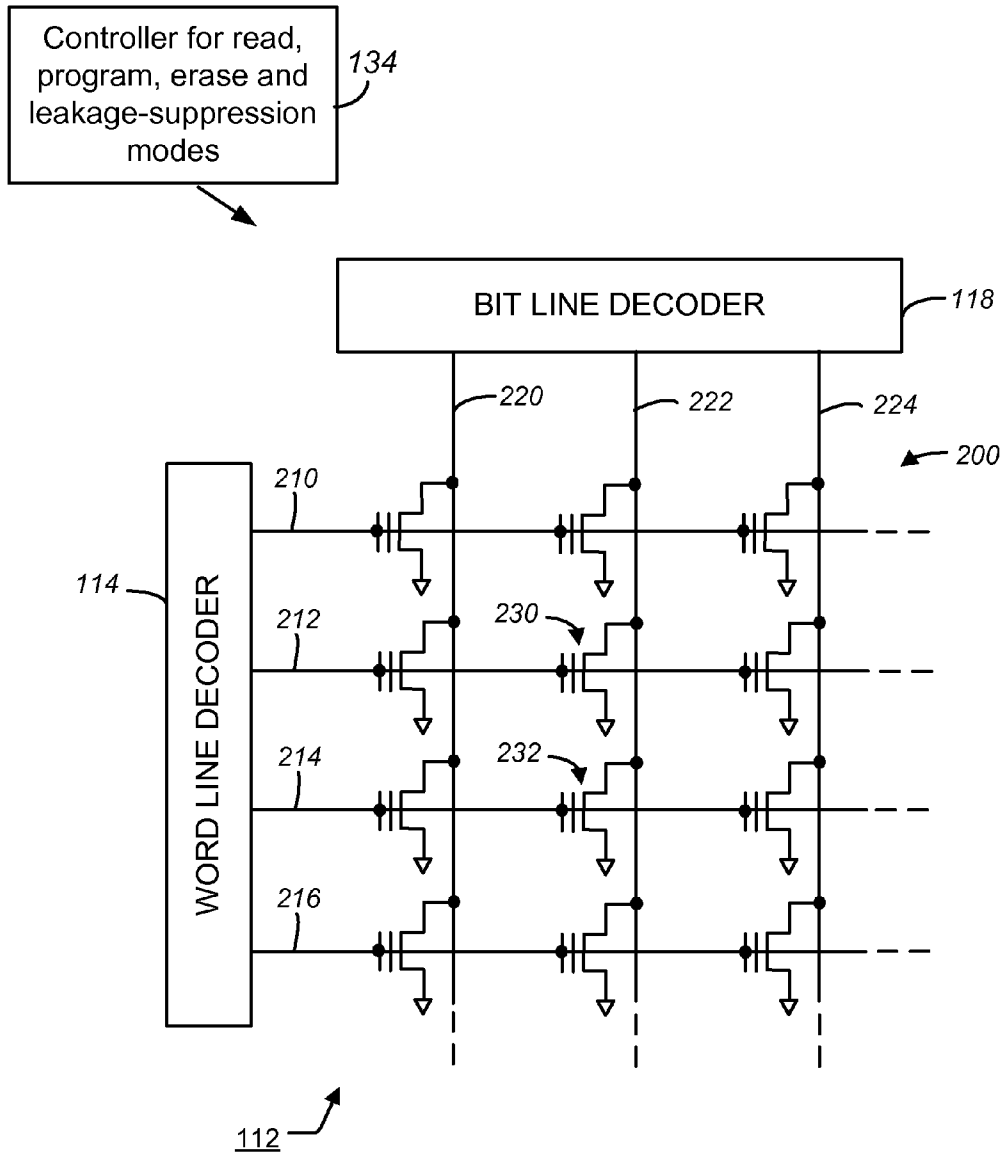 Controller for read,
program, erase and
leakage-suppression
modes
134
BIT LINE DECODER
118
220
222
224
200
210
114
WORD LINE DECODER
212
230
214
232
216
112